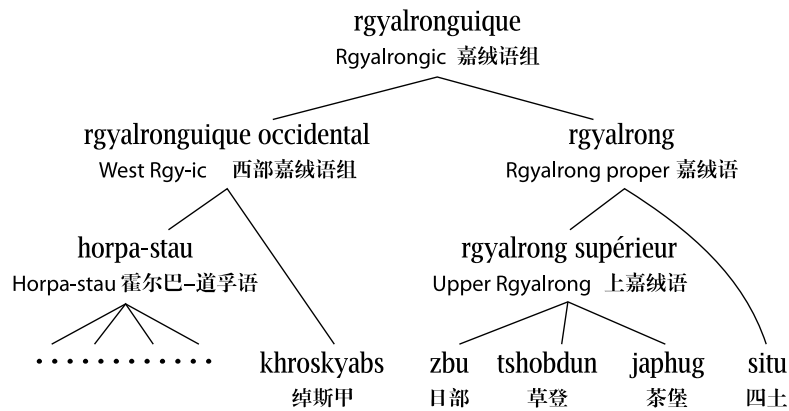 rgyalronguique
Rgyalrongic 嘉绒语组
rgyalronguique occidental
West Rgy-ic 西部嘉绒语组
rgyalrong
Rgyalrong proper 嘉绒语
horpa-stau
Horpa-stau 霍尔巴–道孚语
rgyalrong supérieur
Upper Rgyalrong 上嘉绒语
khroskyabs
绰斯甲
zbu
日部
tshobdun
草登
japhug
茶堡
situ
四土